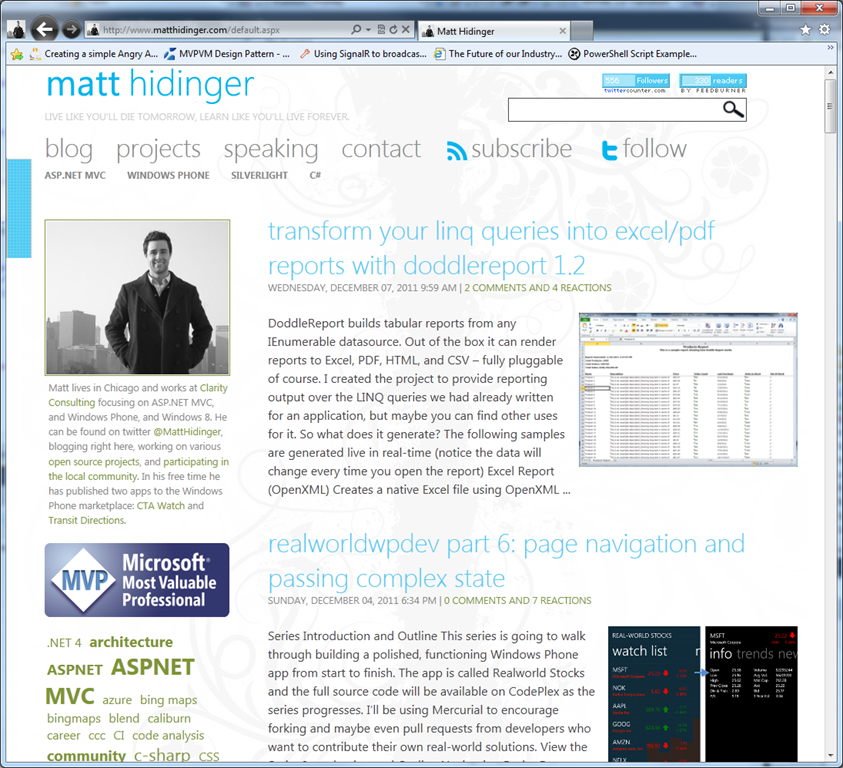 http://www.matthidinger.com/default.aspx
Matt Hidinger
Creating a simple Angry A...
MVPVM Design Pattern - ...
Using SignalR to broadcas...
The Future of our Industry...
PowerShell Script Example...
matt hidinger
556 Followers
twittercounter.com
330 readers
BY FEEDBURNER
LIVE LIKE YOU'LL DIE TOMORROW, LEARN LIKE YOU'LL LIVE FOREVER.
blog projects speaking contact subscribe follow
ASP.NET MVC WINDOWS PHONE SILVERLIGHT C#
Matt lives in Chicago and works at Clarity
Consulting focusing on ASP.NET MVC,
and Windows Phone, and Windows 8. He
can be found on twitter @MattHidinger,
blogging right here, working on various
open source projects, and participating in
the local community. In his free time he
has published two apps to the Windows
Phone marketplace: CTA Watch and
Transit Directions.
MVP
Microsoft®
Most Valuable
Professional
.NET 4 architecture
ASPNET ASPNET
MVC azure bing maps
bingmaps blend caliburn
career ccc CI code analysis
community c-sharp css
transform your linq queries into excel/pdf
reports with doddlereport 1.2
WEDNESDAY, DECEMBER 07, 2011 9:59 AM | 2 COMMENTS AND 4 REACTIONS
DoddleReport builds tabular reports from any
IEnumerable datasource. Out of the box it can render
reports to Excel, PDF, HTML, and CSV – fully pluggable
of course. I created the project to provide reporting
output over the LINQ queries we had already written
for an application, but maybe you can find other uses
for it. So what does it generate? The following samples
are generated live in real-time (notice the data will
change every time you open the report) Excel Report
(OpenXML) Creates a native Excel file using OpenXML ...
Products Report
realworldwpdev part 6: page navigation and
passing complex state
SUNDAY, DECEMBER 04, 2011 6:34 PM | 0 COMMENTS AND 7 REACTIONS
Series Introduction and Outline This series is going to walk
through building a polished, functioning Windows Phone
app from start to finish. The app is called Realworld Stocks
and the full source code will be available on CodePlex as the
series progresses. I'll be using Mercurial to encourage
forking and maybe even pull requests from developers who
want to contribute their own real-world solutions. View the
REAL-WORLD STOCKS
watch list
MSFT
NOK
AAPL
GOOG
AMZN
NFLX
MSFT
Microsoft Corpora
info trends new